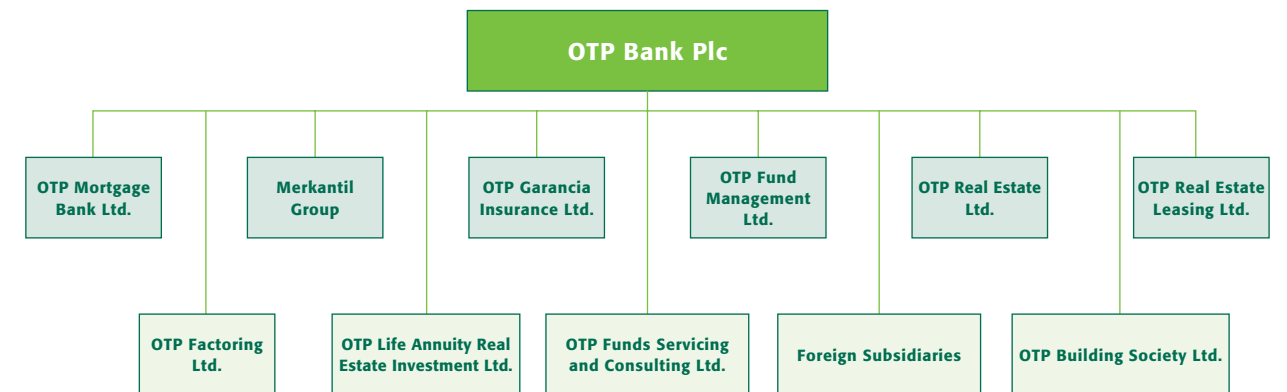 OTP Bank Plc
OTP Mortgage
Bank Ltd.
Merkantil
Group
OTP Garancia
Insurance Ltd.
OTP Fund
Management
Ltd.
OTP Real Estate
Ltd.
OTP Real Estate
Leasing Ltd.
OTP Factoring
Ltd.
OTP Life Annuity Real
Estate Investment Ltd.
OTP Funds Servicing
and Consulting Ltd.
Foreign Subsidiaries
OTP Building Society Ltd.